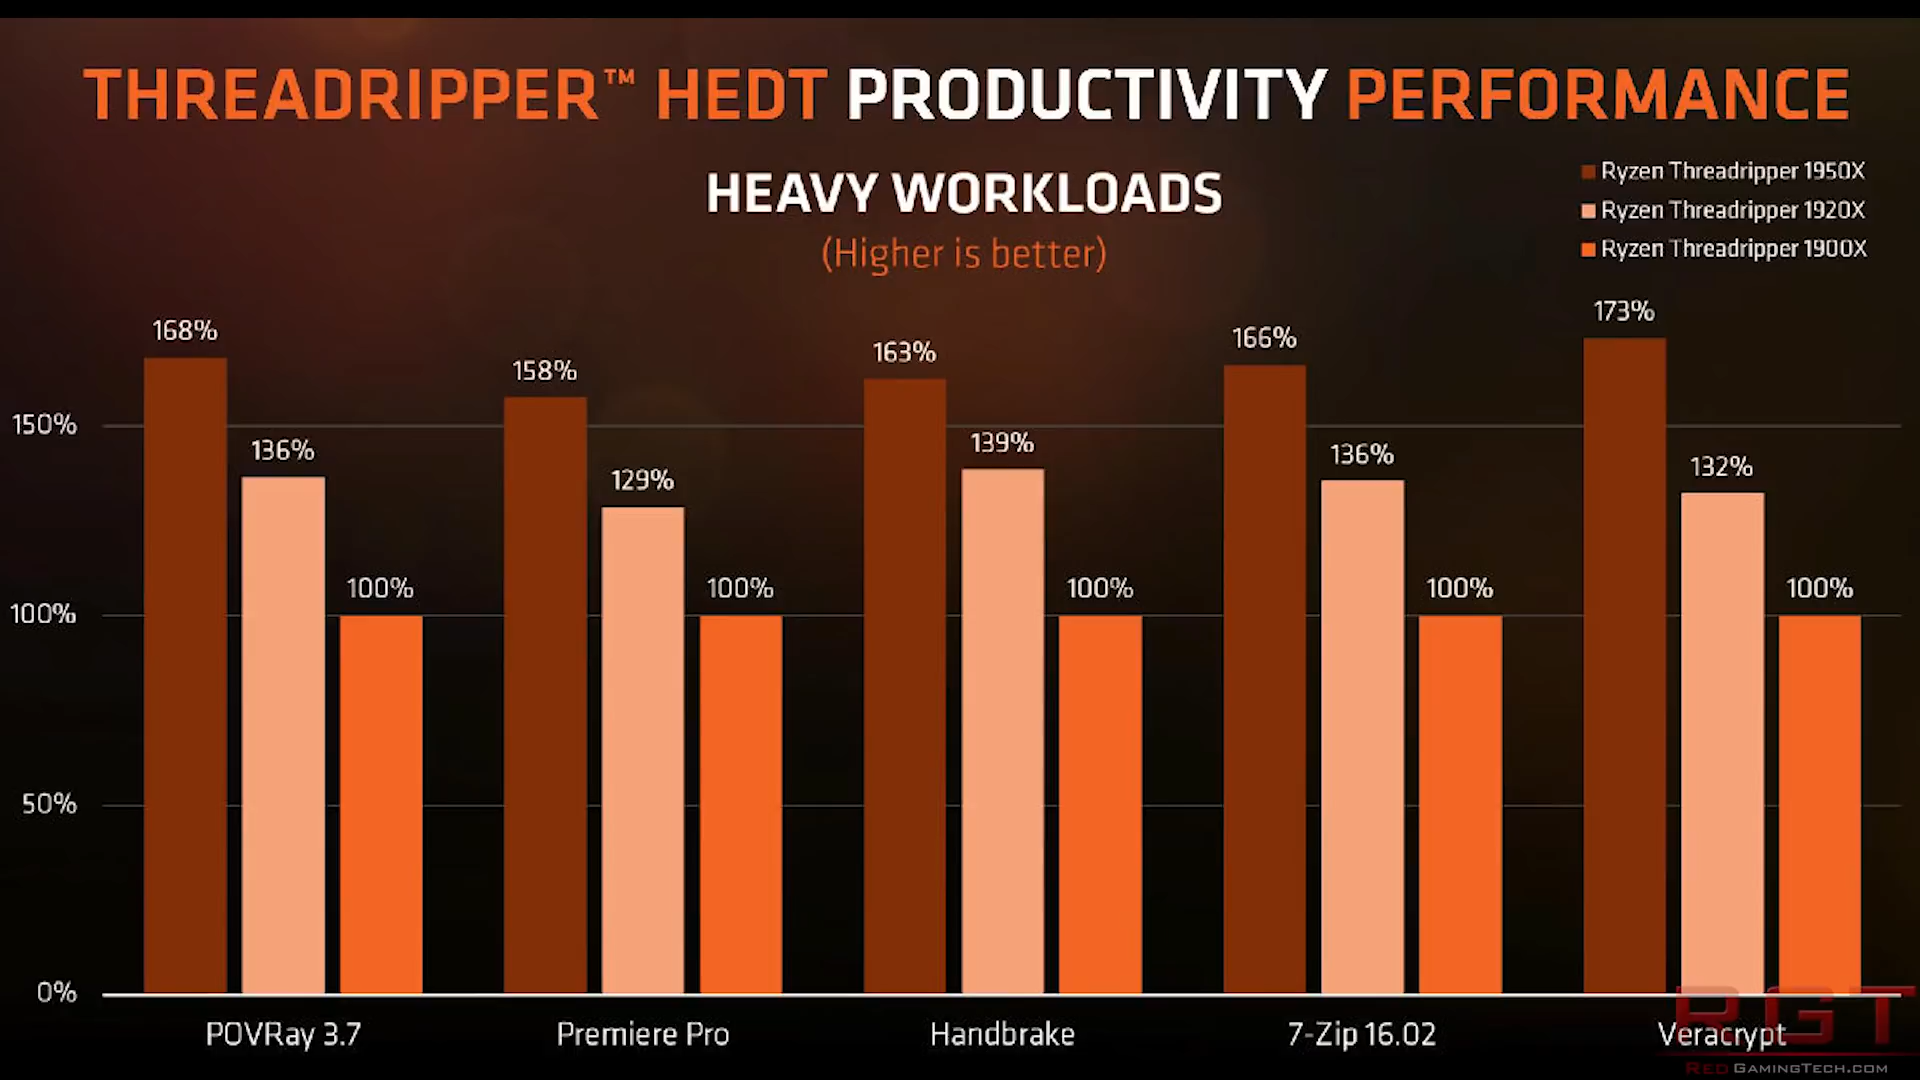 THREADRIPPER™ HEDT PRODUCTIVITY PERFORMANCE
HEAVY WORKLOADS
(Higher is better)
Ryzen Threadripper 1950X
Ryzen Threadripper 1920X
Ryzen Threadripper 1900X
168%
136%
100%
158%
129%
100%
163%
139%
100%
166%
136%
100%
173%
132%
100%
150%
100%
50%
0%
POVRay 3.7
Premiere Pro
Handbrake
7-Zip 16.02
Veracrypt
RGT
REDGAMINGTECH.COM